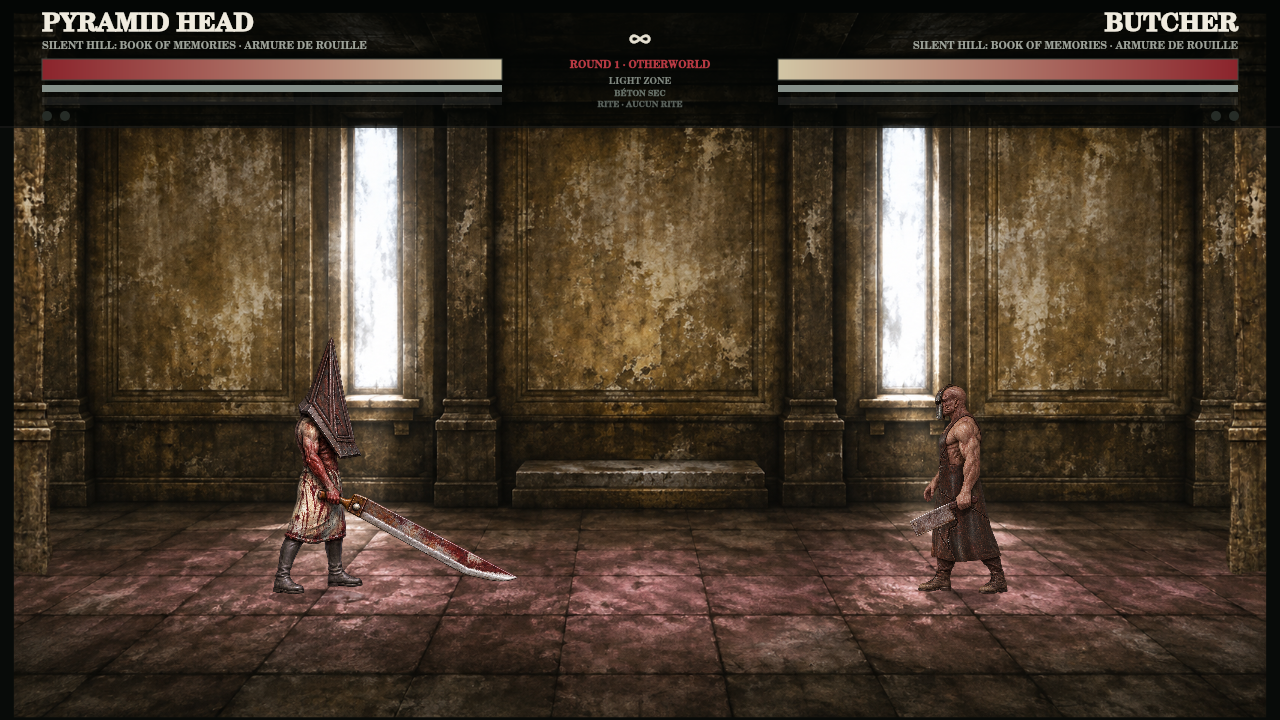 PYRAMID HEAD
SILENT HILL: BOOK OF MEMORIES · ARMURE DE ROUILLE
∞
ROUND 1 · OTHERWORLD
LIGHT ZONE
BÉTON SEC
RITE · AUCUN RITE
BUTCHER
SILENT HILL: BOOK OF MEMORIES · ARMURE DE ROUILLE